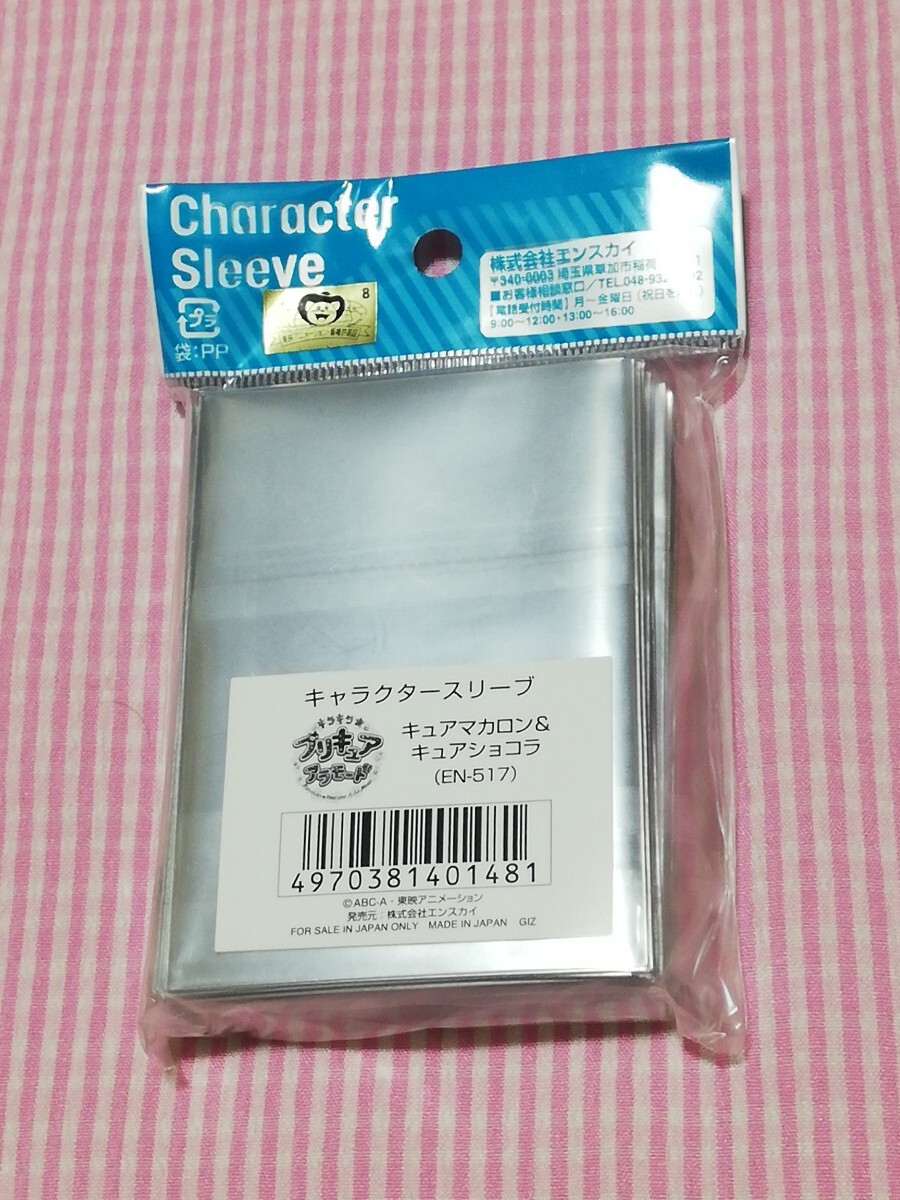 Character
Sleeve
プラ
袋:PP
8
株式会社エンスカイ
〒340-0003 埼玉県草加市稲荷
■お客様相談窓口/TEL.048-93
[電話受付時間] 月～金曜日(祝日を
9:00～12:00・13:00～16:00
キャラクタースリーブ
キラキラ☆
プリキュア
アラモード
キュアマカロン&
キュアショコラ
(EN-517)
4970381401481
©ABC-A・東映アニメーション
発売元:株式会社エンスカイ
FOR SALE IN JAPAN ONLY MADE IN JAPAN GIZ